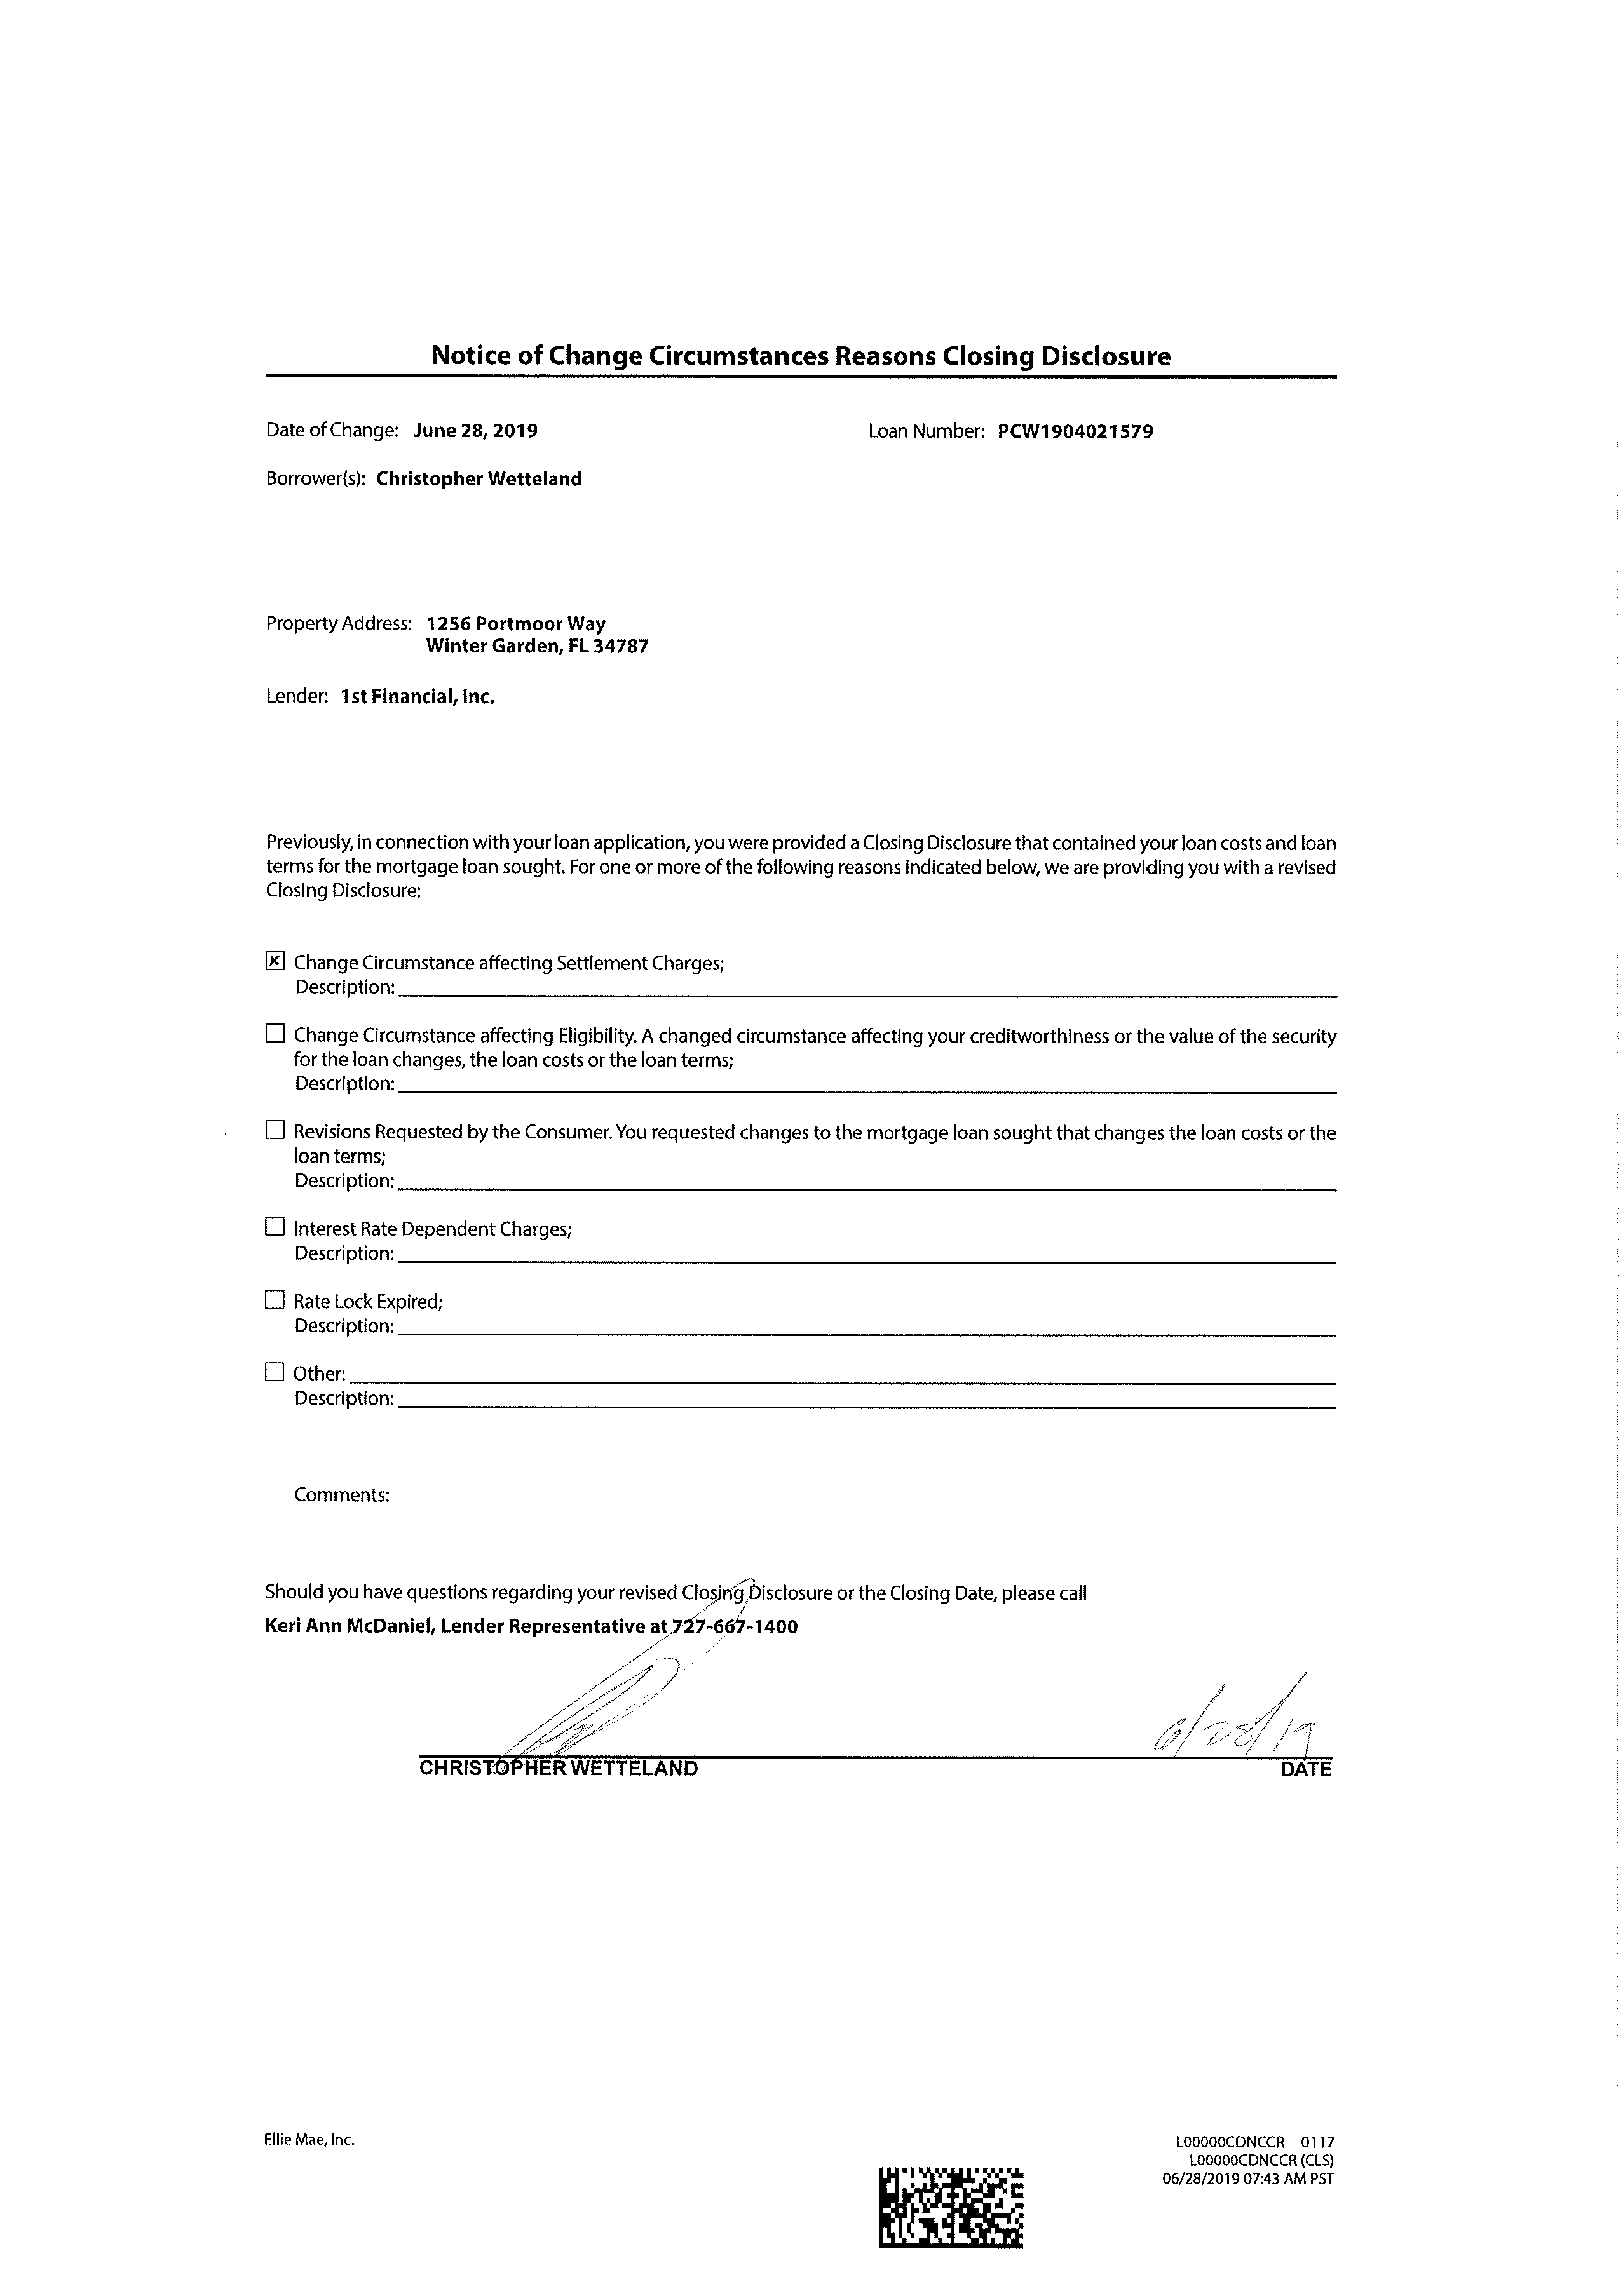 Notice of Change Circumstances Reasons Closing Disclosure
Date of Change: June 28, 2019 Loan Number: PCW1904021579
Borrower(s): Christopher Wetteland
Property Address: 1256 Portmoor Way
Winter Garden, FL 34787
Lender: 1st Financial, Inc.
Previously, in connection with your loan application, you were provided a Closing Disclosure that contained your loan costs and loan
terms for the mortgage loan sought. For one or more of the following reasons indicated below, we are providing you with a revised
Closing Disclosure:
☒ Change Circumstance affecting Settlement Charges;
Description:
☐ Change Circumstance affecting Eligibility. A changed circumstance affecting your creditworthiness or the value of the security
for the loan changes, the loan costs or the loan terms;
Description:
☐ Revisions Requested by the Consumer. You requested changes to the mortgage loan sought that changes the loan costs or the
loan terms;
Description:
☐ Interest Rate Dependent Charges;
Description:
☐ Rate Lock Expired;
Description:
☐ Other:
Description:
Comments:
Should you have questions regarding your revised Closing Disclosure or the Closing Date, please call
Keri Ann McDaniel, Lender Representative at 727-667-1400
6/28/19
CHRISTOPHER WETTELAND DATE
Ellie Mae, Inc. L00000CDNCCR 0117
L00000CDNCCR (CLS)
06/28/2019 07:43 AM PST